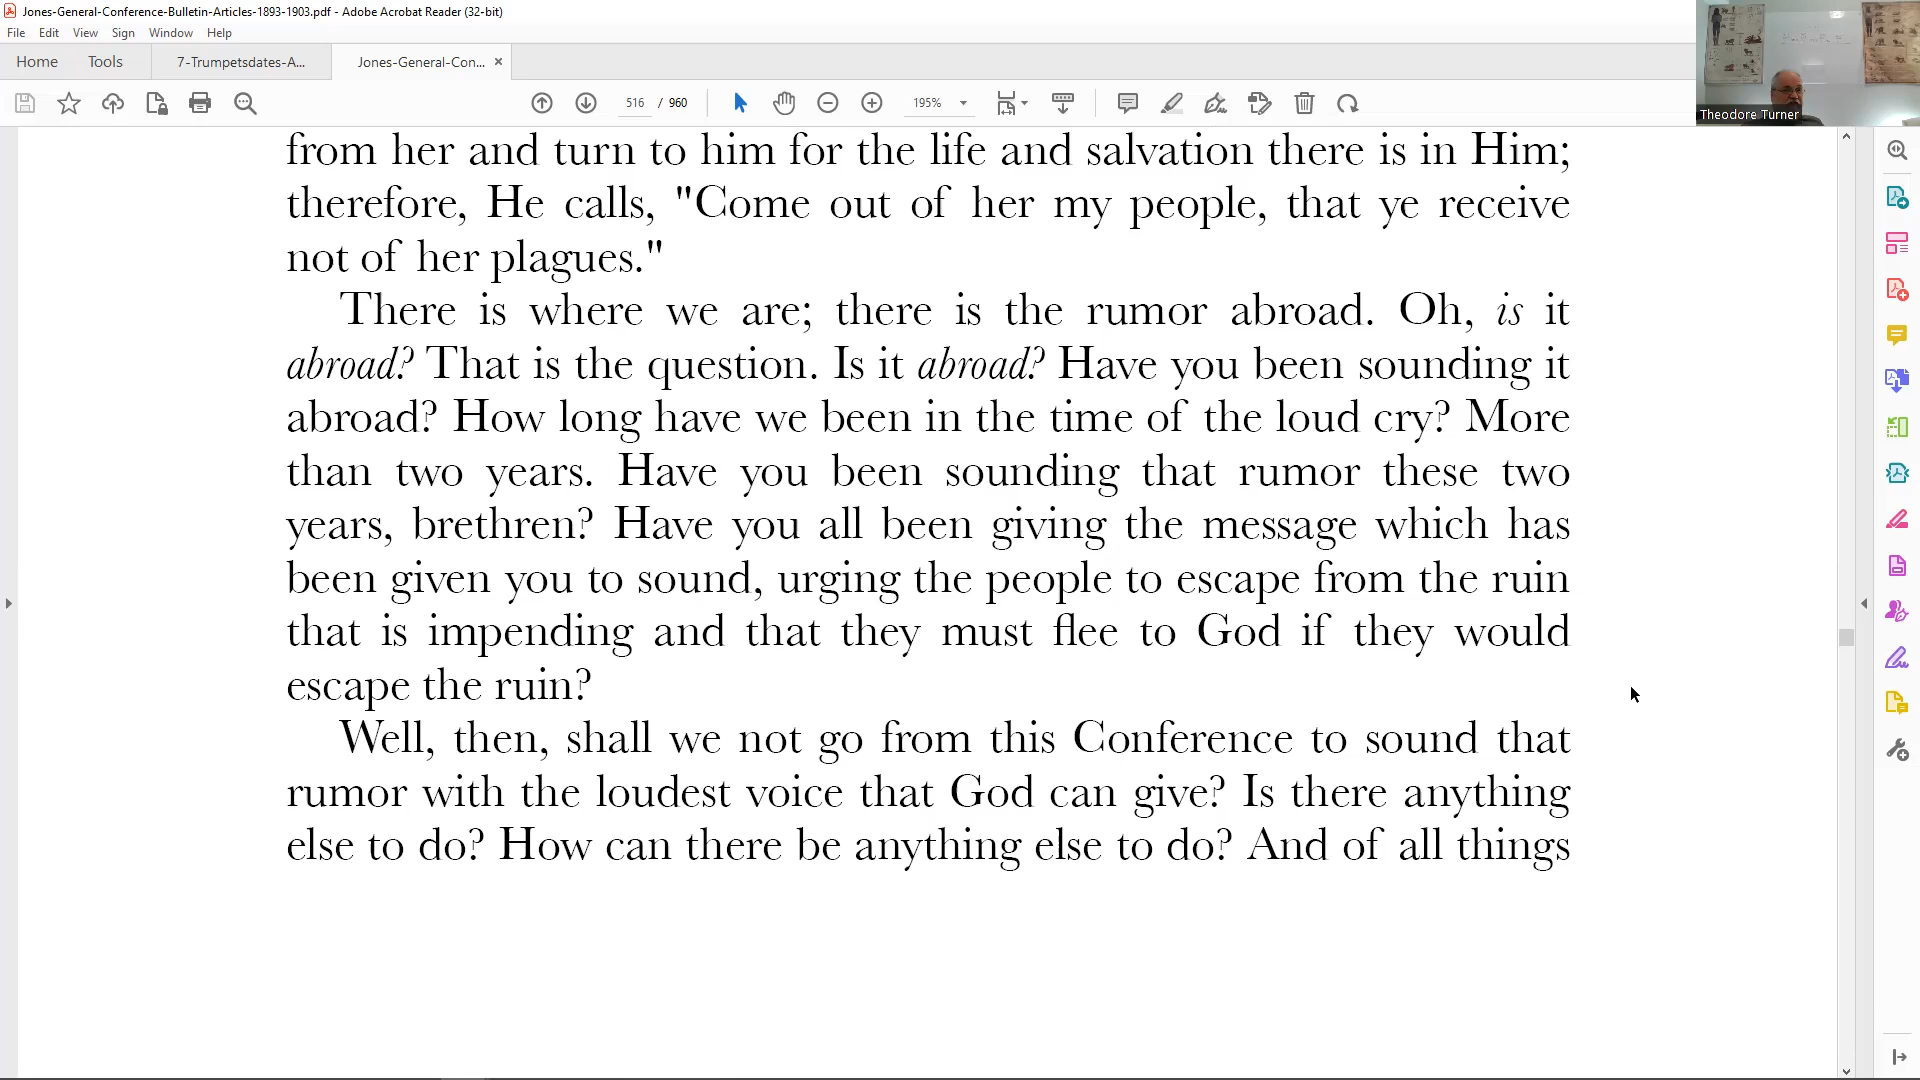 Jones-General-Conference-Bulletin-Articles-1893-1903.pdf - Adobe Acrobat Reader (32-bit)
File Edit View Sign Window Help
Home Tools 7-Trumpetsdates-A... Jones-General-Con... ×
516 / 960 195%
Theodore Turner
from her and turn to him for the life and salvation there is in Him;
therefore, He calls, "Come out of her my people, that ye receive
not of her plagues."
There is where we are; there is the rumor abroad. Oh, is it
abroad? That is the question. Is it abroad? Have you been sounding it
abroad? How long have we been in the time of the loud cry? More
than two years. Have you been sounding that rumor these two
years, brethren? Have you all been giving the message which has
been given you to sound, urging the people to escape from the ruin
that is impending and that they must flee to God if they would
escape the ruin?
Well, then, shall we not go from this Conference to sound that
rumor with the loudest voice that God can give? Is there anything
else to do? How can there be anything else to do? And of all things